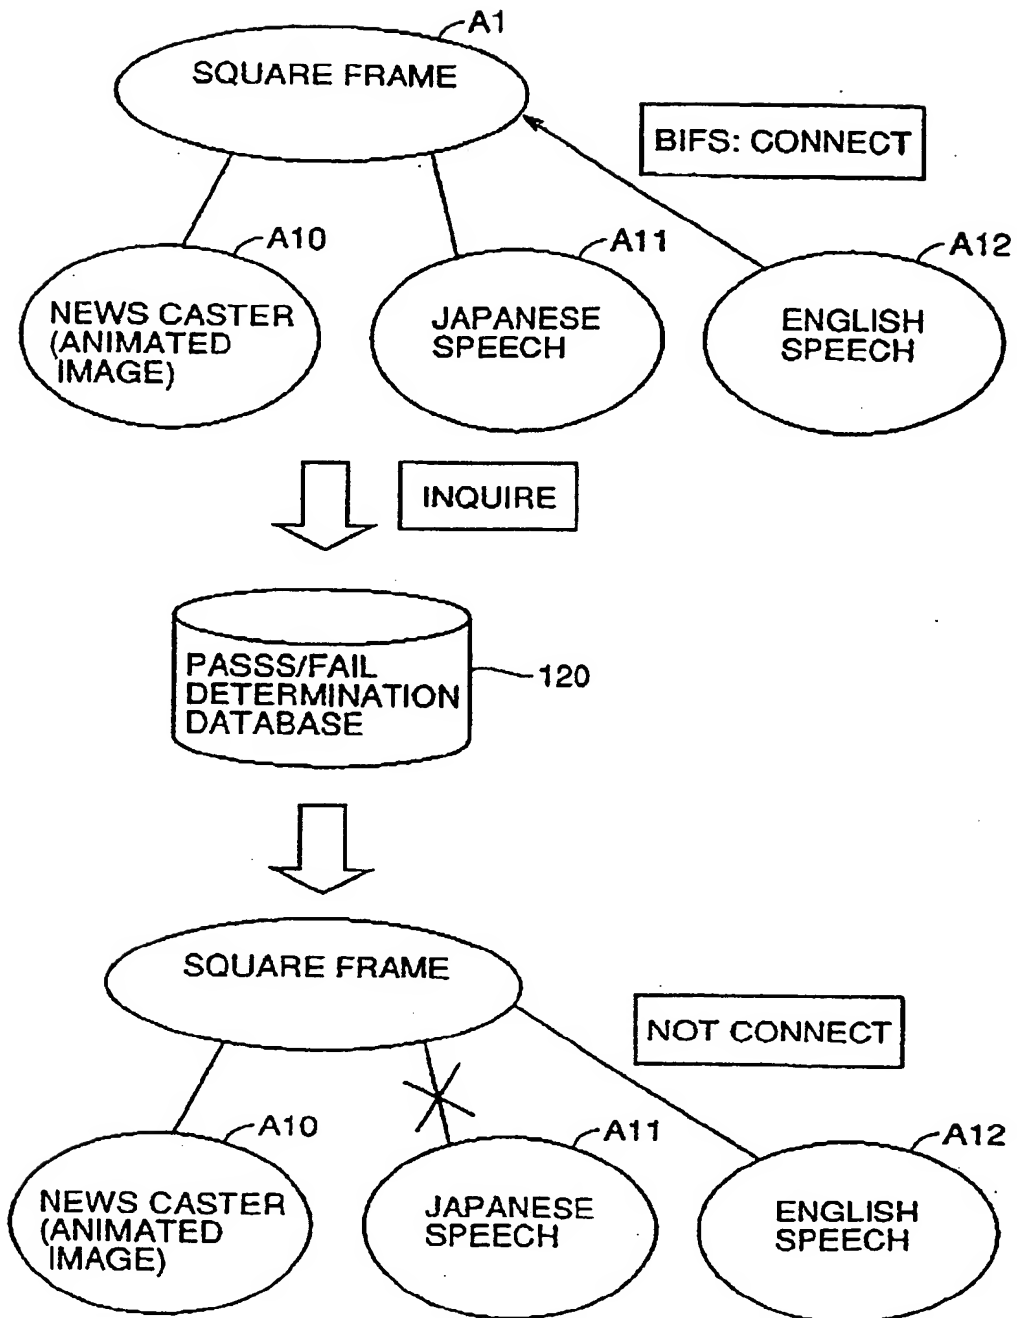 A1
SQUARE FRAME
BIFS: CONNECT
A10
A11
A12
NEWS CASTER
(ANIMATED
IMAGE)
JAPANESE
SPEECH
ENGLISH
SPEECH
INQUIRE
PASSS/FAIL
DETERMINATION
DATABASE
120
SQUARE FRAME
NOT CONNECT
A10
A11
A12
NEWS CASTER
(ANIMATED
IMAGE)
JAPANESE
SPEECH
ENGLISH
SPEECH